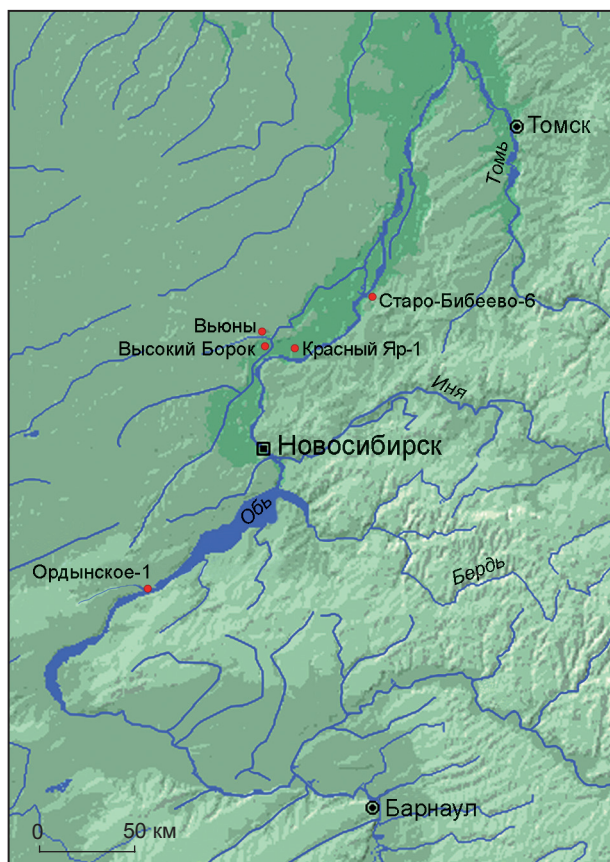 Томск
Томь
Старо-Бибеево-6
Вьюны
Высокий Борок
Красный Яр-1
Иня
Новосибирск
Обь
Бердь
Ордынское-1
Барнаул
0 50 км